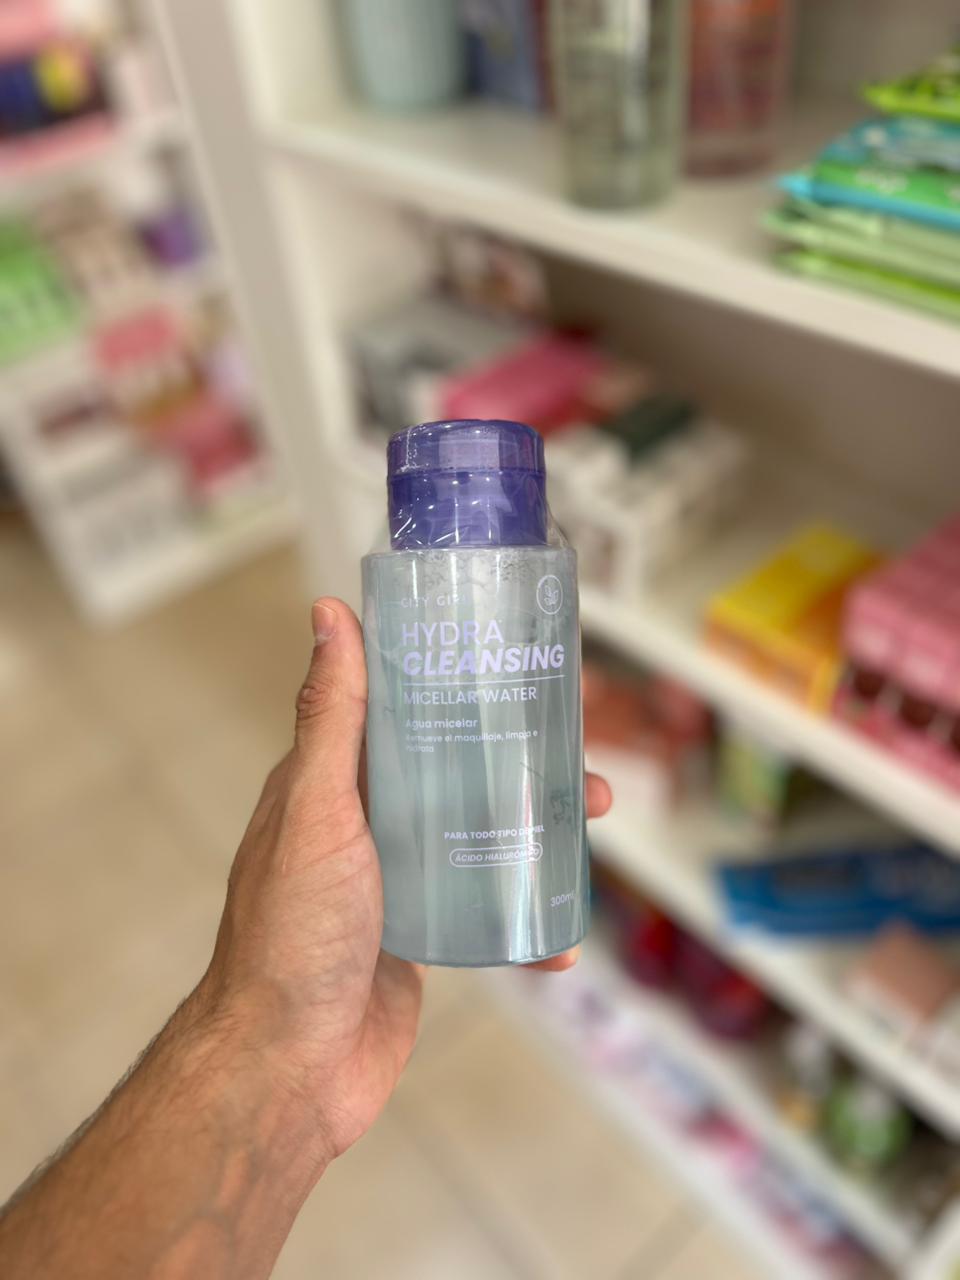 CITY GIRL
HYDRA
CLEANSING
MICELLAR WATER
Agua micelar
Remueve el maquillaje, limpia e
hidrata
PARA TODO TIPO DE PIEL
ÁCIDO HIALURÓNICO
300ml